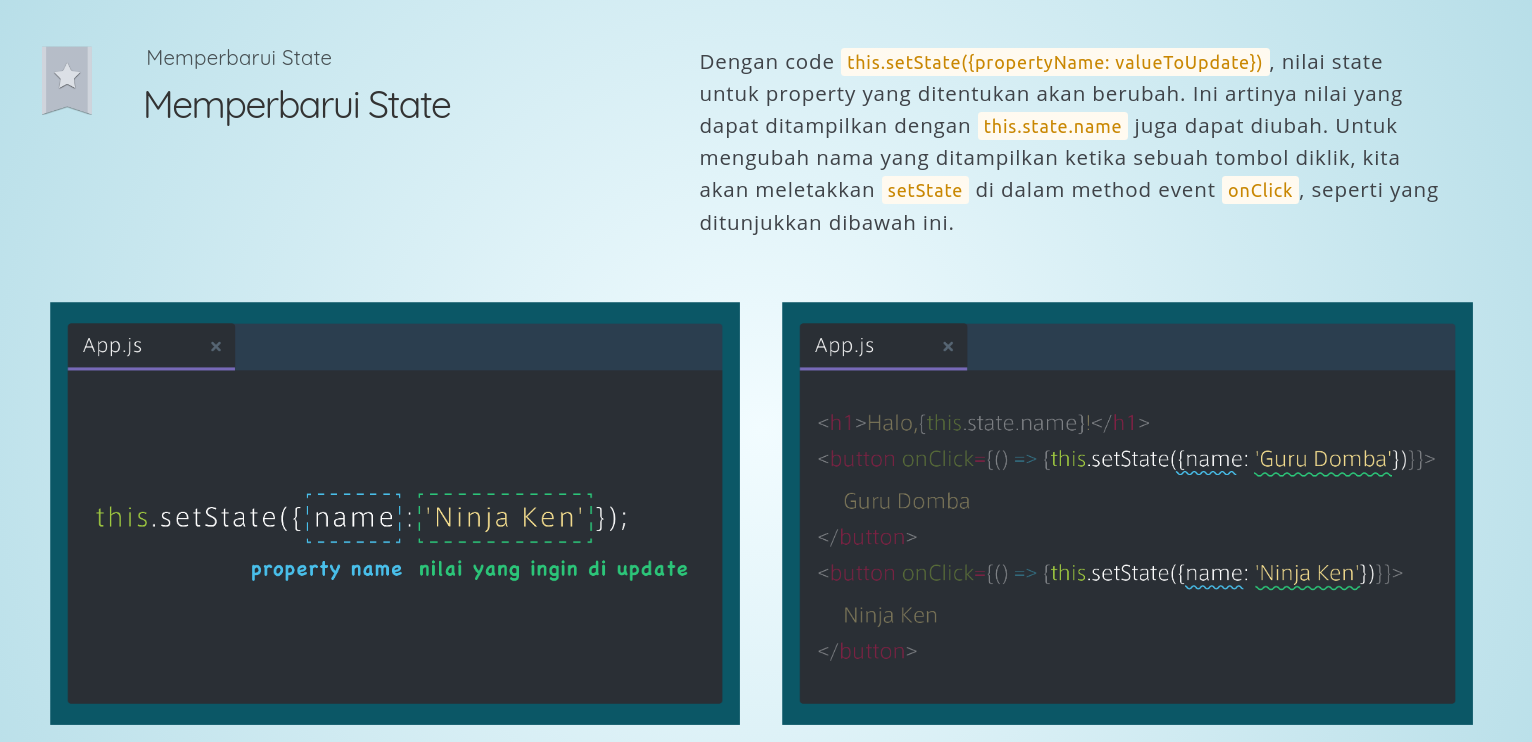 Memperbarui State
Memperbarui State
Dengan code this.setState({propertyName: valueToUpdate}), nilai state
untuk property yang ditentukan akan berubah. Ini artinya nilai yang
dapat ditampilkan dengan this.state.name juga dapat diubah. Untuk
mengubah nama yang ditampilkan ketika sebuah tombol diklik, kita
akan meletakkan setState di dalam method event onClick, seperti yang
ditunjukkan dibawah ini.
App.js ×
this.setState({name:'Ninja Ken'});
property name nilai yang ingin di update
App.js ×
<h1>Halo,{this.state.name}!</h1>
<button onClick={() => {this.setState({name: 'Guru Domba'})}}>
Guru Domba
</button>
<button onClick={() => {this.setState({name: 'Ninja Ken'})}}>
Ninja Ken
</button>